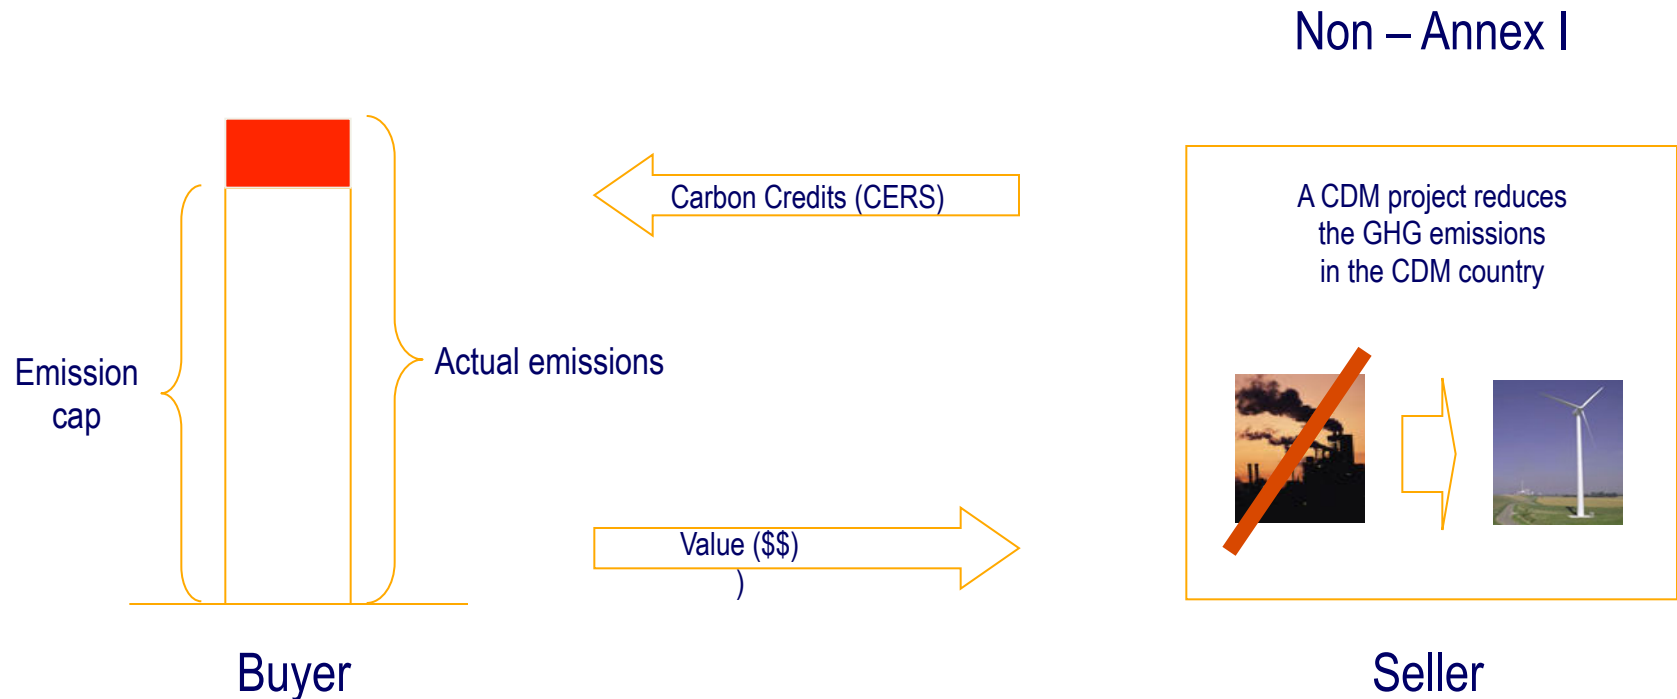 Non – Annex I
Carbon Credits (CERS)
A CDM project reduces
the GHG emissions
in the CDM country
Emission
cap
Actual emissions
Value ($$)
)
Buyer
Seller